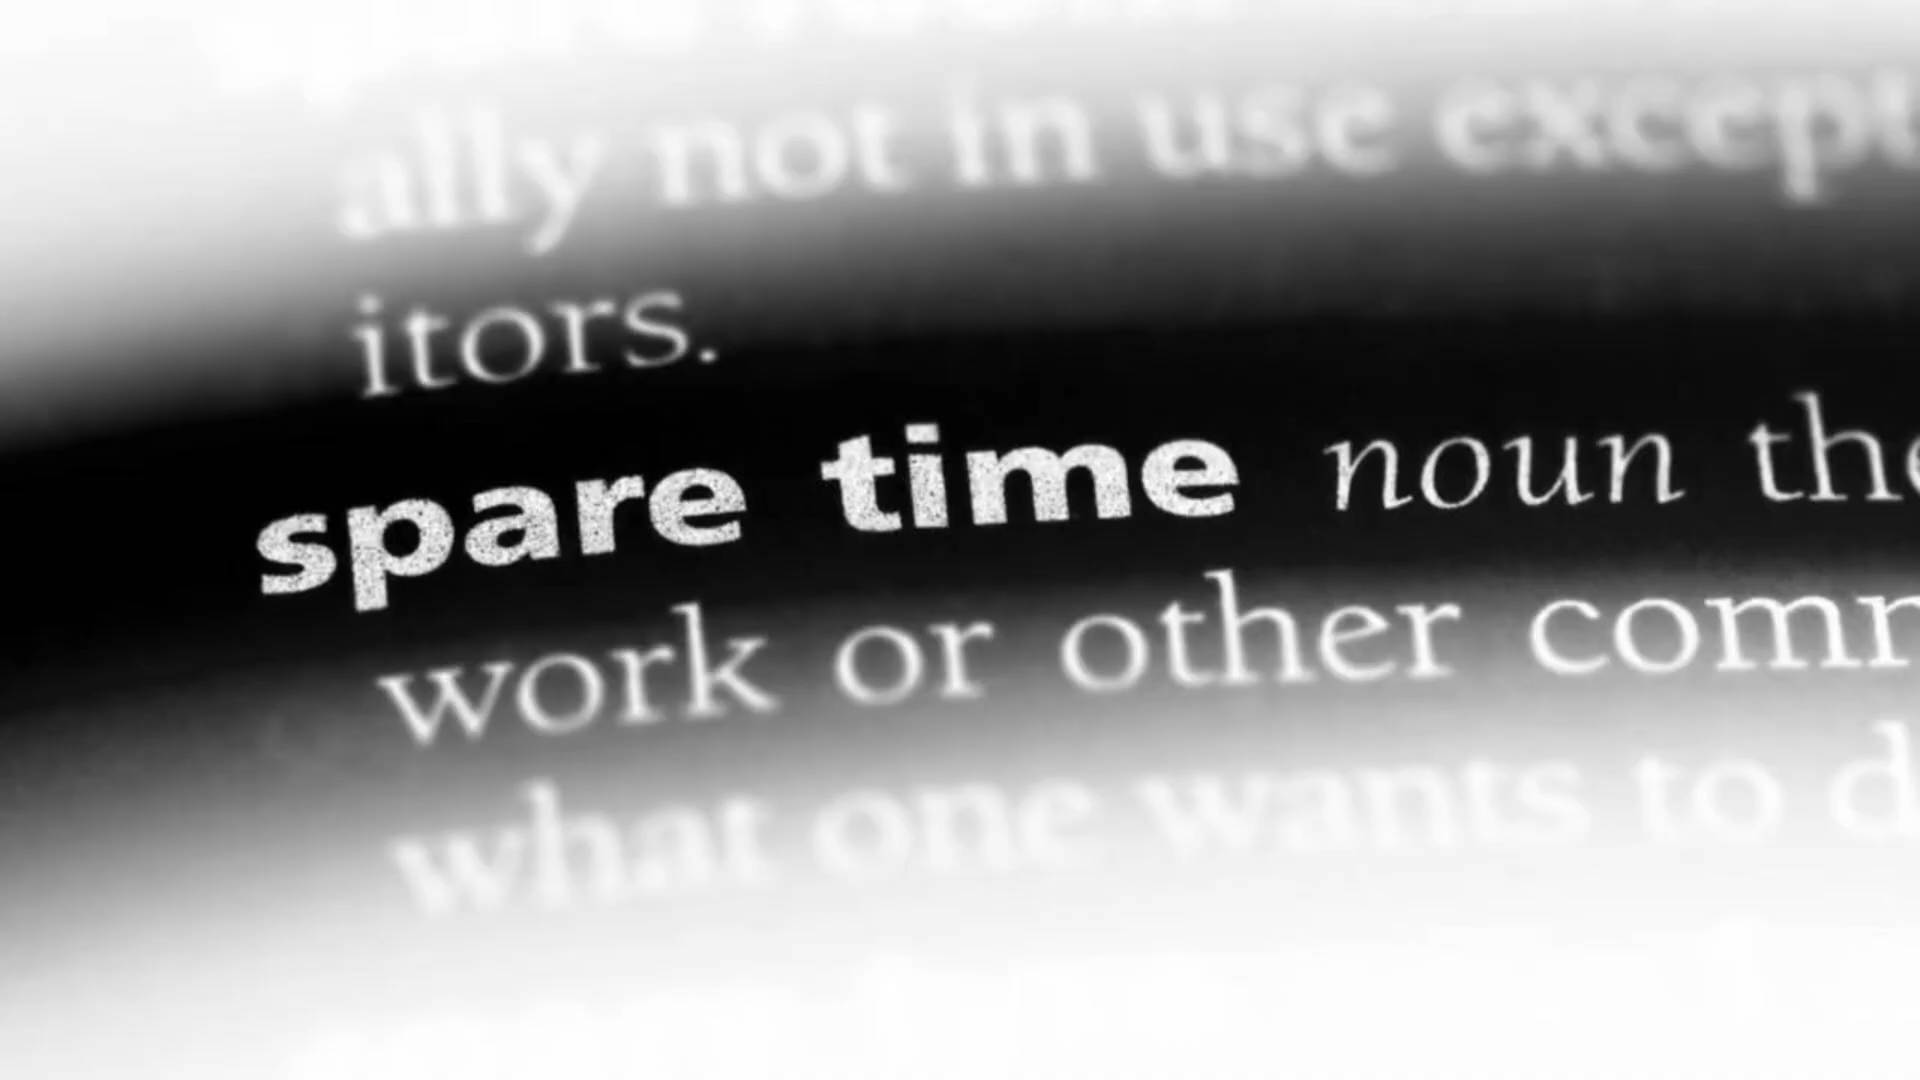 ally not in use except
itors.
spare time noun the
work or other comm
what one wants to d